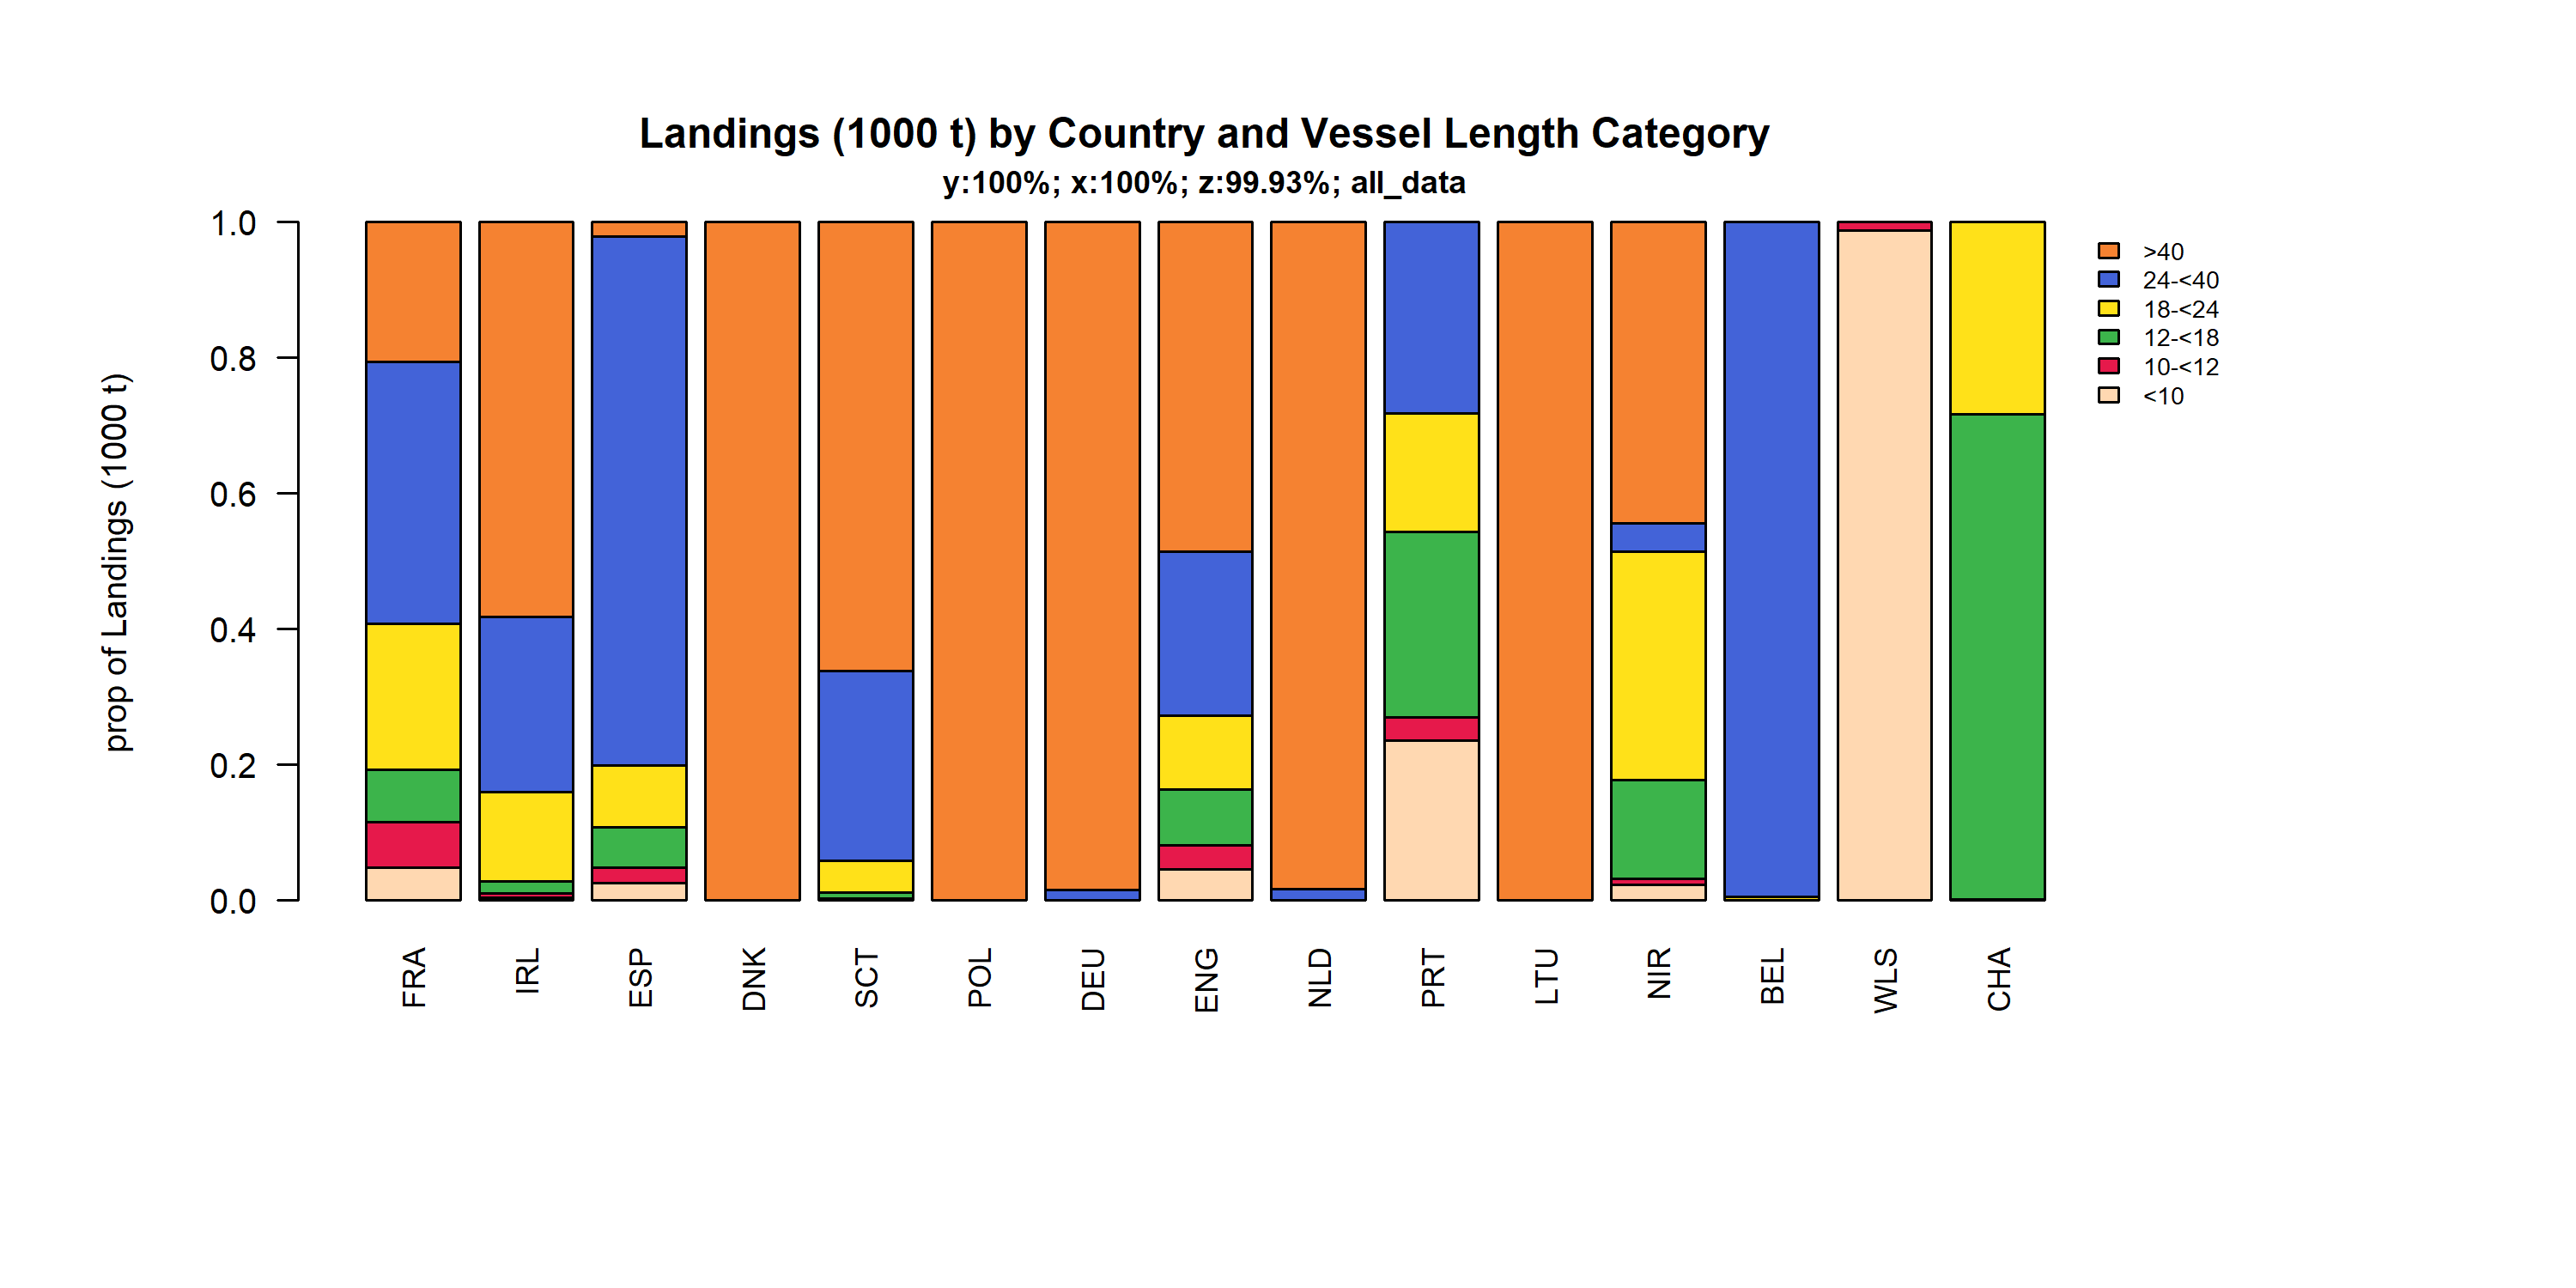 Landings (1000 t) by Country and Vessel Length Category
y:100%; x:100%; z:99.93%; all_data
prop of Landings (1000 t)
1.0
0.8
0.6
0.4
0.2
0.0
FRA
IRL
ESP
DNK
SCT
POL
DEU
ENG
NLD
PRT
LTU
NIR
BEL
WLS
CHA
>40
24-<40
18-<24
12-<18
10-<12
<10